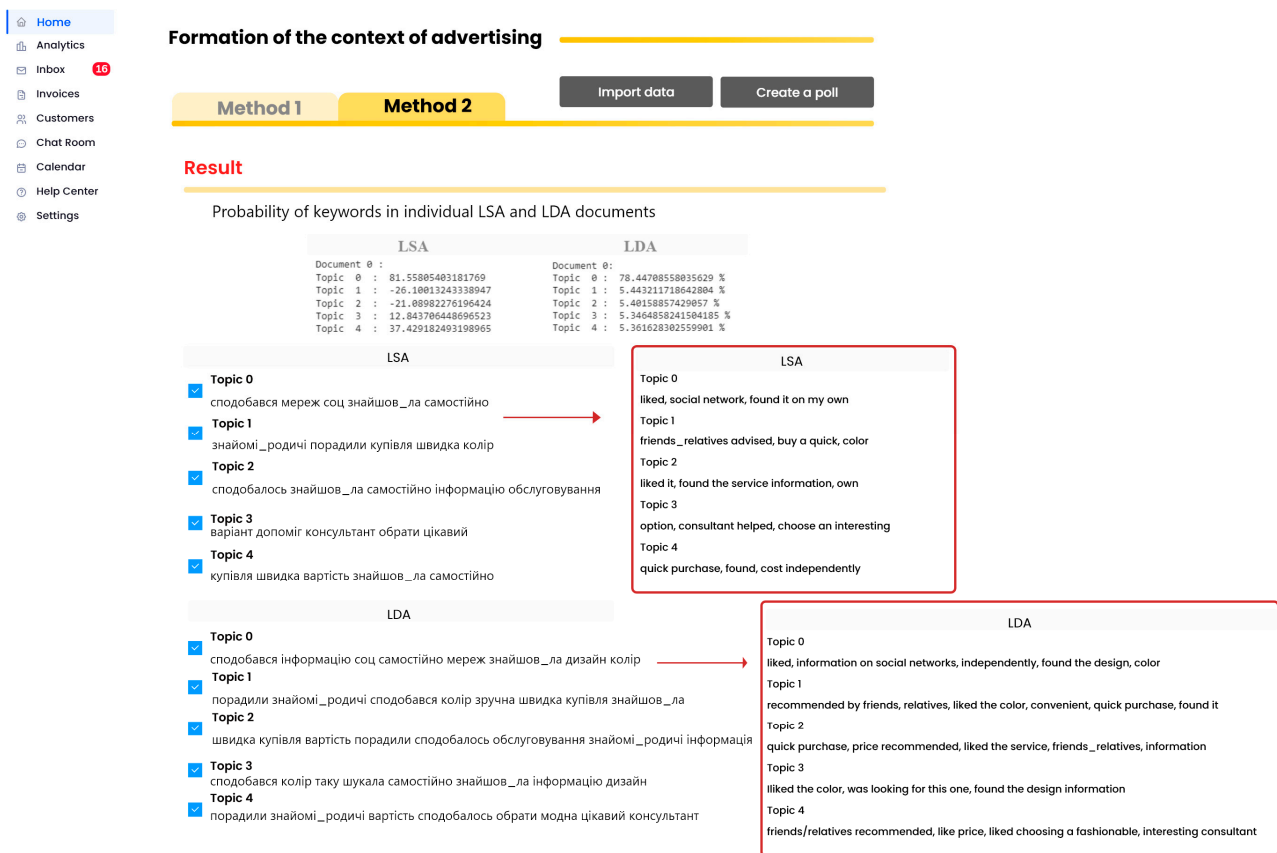 Home
Analytics
Inbox 16
Invoices
Customers
Chat Room
Calendar
Help Center
Settings
Formation of the context of advertising
Import data
Create a poll
Method 1
Method 2
Result
Probability of keywords in individual LSA and LDA documents
LSA
Document 0 :
Topic 0 : 81.55805403181769
Topic 1 : -26.10013243338947
Topic 2 : -21.08982276196424
Topic 3 : 12.843706448696523
Topic 4 : 37.429182493198965
LDA
Document 0:
Topic 0 : 78.44708558035629 %
Topic 1 : 5.443211718642804 %
Topic 2 : 5.40158857429057 %
Topic 3 : 5.3464858241504185 %
Topic 4 : 5.361628302559901 %
LSA
Topic 0
сподобався мереж соц знайшов_ла самостійно
Topic 1
знайомі_родичі порадили купівля швидка колір
Topic 2
сподобалось знайшов_ла самостійно інформацію обслуговування
Topic 3
варіант допоміг консультант обрати цікавий
Topic 4
купівля швидка вартість знайшов_ла самостійно
LSA
Topic 0
liked, social network, found it on my own
Topic 1
friends_relatives advised, buy a quick, color
Topic 2
liked it, found the service information, own
Topic 3
option, consultant helped, choose an interesting
Topic 4
quick purchase, found, cost independently
LDA
Topic 0
сподобався інформацію соц самостійно мереж знайшов_ла дизайн колір
Topic 1
порадили знайомі_родичі сподобався колір зручна швидка купівля знайшов_ла
Topic 2
швидка купівля вартість порадили сподобалось обслуговування знайомі_родичі інформація
Topic 3
сподобався колір таку шукала самостійно знайшов_ла інформацію дизайн
Topic 4
порадили знайомі_родичі вартість сподобалось обрати модна цікавий консультант
LDA
Topic 0
liked, information on social networks, independently, found the design, color
Topic 1
recommended by friends, relatives, liked the color, convenient, quick purchase, found it
Topic 2
quick purchase, price recommended, liked the service, friends_relatives, information
Topic 3
Iliked the color, was looking for this one, found the design information
Topic 4
friends/relatives recommended, like price, liked choosing a fashionable, interesting consultant